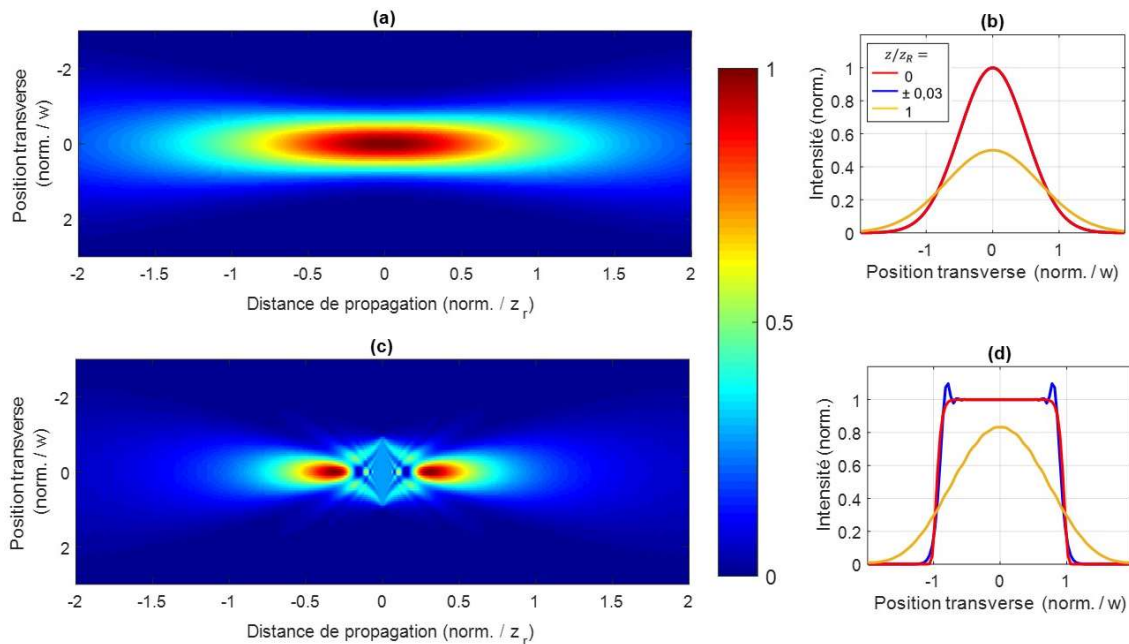 (a)
Position transverse
(norm. / w)
-2
0
2
-2 -1.5 -1 -0.5 0 0.5 1 1.5 2
Distance de propagation (norm. / z r)
1
0.5
0
(b)
Intensité (norm.)
1
0.8
0.6
0.4
0.2
0
z/zR =
0
± 0,03
1
-1 0 1
Position transverse (norm. / w)
(c)
Position transverse
(norm. / w)
-2
0
2
-2 -1.5 -1 -0.5 0 0.5 1 1.5 2
Distance de propagation (norm. / z r)
(d)
Intensité (norm.)
1
0.8
0.6
0.4
0.2
0
-1 0 1
Position transverse (norm. / w)